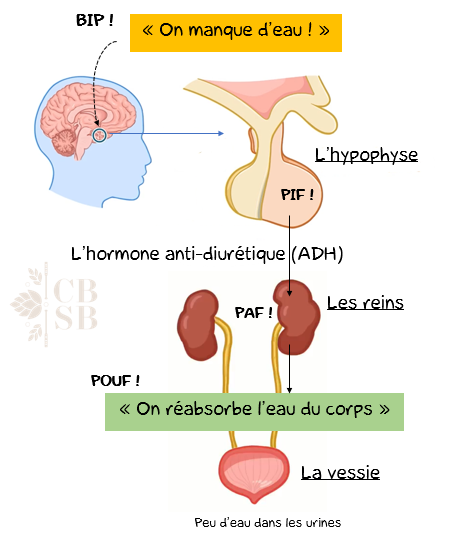 BIP !
« On manque d'eau ! »
L'hypophyse
PIF !
L'hormone anti-diurétique (ADH)
CB
SB
Les reins
PAF !
POUF !
« On réabsorbe l'eau du corps »
La vessie
Peu d'eau dans les urines